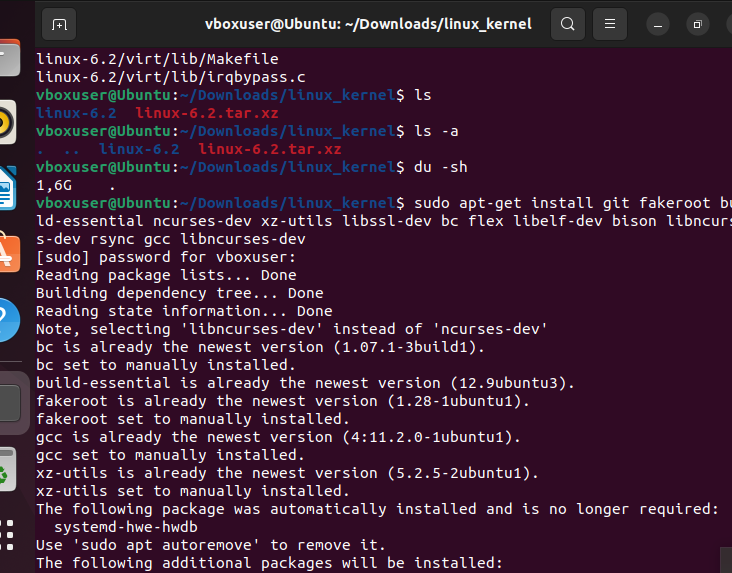 vboxuser@Ubuntu: ~/Downloads/linux_kernel
linux-6.2/virt/lib/Makefile
linux-6.2/virt/lib/irqbypass.c
vboxuser@Ubuntu:~/Downloads/linux_kernel$ ls
linux-6.2  linux-6.2.tar.xz
vboxuser@Ubuntu:~/Downloads/linux_kernel$ ls -a
.  ..  linux-6.2  linux-6.2.tar.xz
vboxuser@Ubuntu:~/Downloads/linux_kernel$ du -sh
1,6G    .
vboxuser@Ubuntu:~/Downloads/linux_kernel$ sudo apt-get install git fakeroot bu
ld-essential ncurses-dev xz-utils libssl-dev bc flex libelf-dev bison libncurs
s-dev rsync gcc libncurses-dev
[sudo] password for vboxuser:
Reading package lists... Done
Building dependency tree... Done
Reading state information... Done
Note, selecting 'libncurses-dev' instead of 'ncurses-dev'
bc is already the newest version (1.07.1-3build1).
bc set to manually installed.
build-essential is already the newest version (12.9ubuntu3).
fakeroot is already the newest version (1.28-1ubuntu1).
fakeroot set to manually installed.
gcc is already the newest version (4:11.2.0-1ubuntu1).
gcc set to manually installed.
xz-utils is already the newest version (5.2.5-2ubuntu1).
xz-utils set to manually installed.
The following package was automatically installed and is no longer required:
  systemd-hwe-hwdb
Use 'sudo apt autoremove' to remove it.
The following additional packages will be installed: